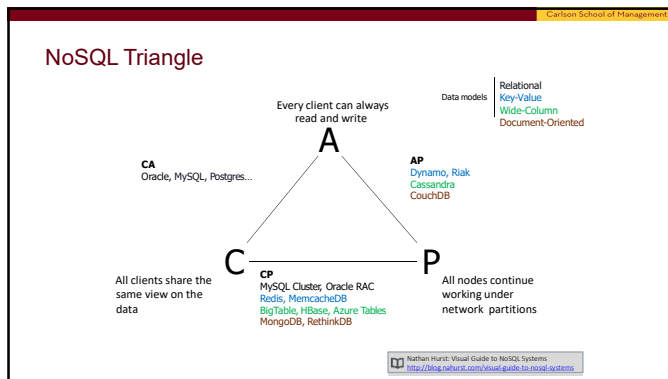 Carlson School of Management
NoSQL Triangle
Every client can always
read and write
A
Data models
Relational
Key-Value
Wide-Column
Document-Oriented
CA
Oracle, MySQL, Postgres...
AP
Dynamo, Riak
Cassandra
CouchDB
C
P
All clients share the
same view on the
data
CP
MySQL Cluster, Oracle RAC
Redis, MemcacheDB
BigTable, HBase, Azure Tables
MongoDB, RethinkDB
All nodes continue
working under
network partitions
Nathan Hurst: Visual Guide to NoSQL Systems
http://blog.nahurst.com/visual-guide-to-nosql-systems